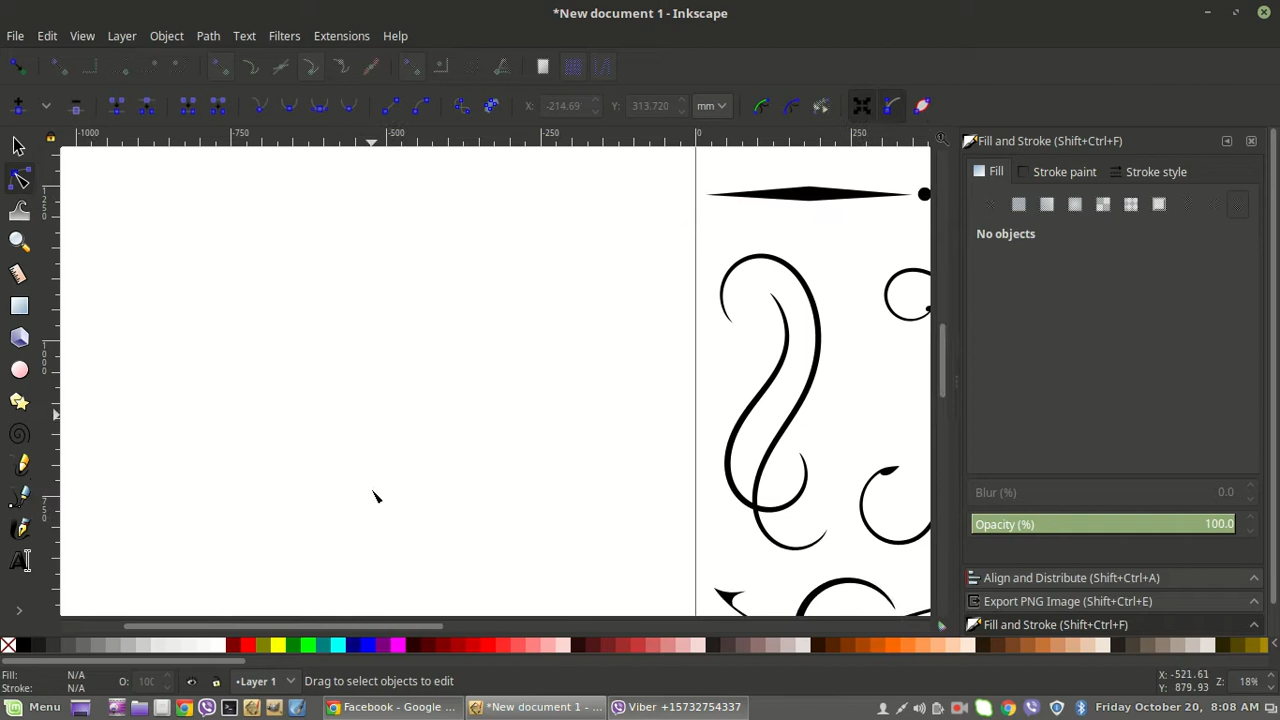 *New document 1 - Inkscape
File Edit View Layer Object Path Text Filters Extensions Help
X: -214.69 Y: 313.720 mm
-1000 -750 -500 -250 0 250
Fill and Stroke (Shift+Ctrl+F)
Fill Stroke paint Stroke style
No objects
Blur (%) 0.0
Opacity (%) 100.0
Align and Distribute (Shift+Ctrl+A)
Export PNG Image (Shift+Ctrl+E)
Fill and Stroke (Shift+Ctrl+F)
1250
1000
750
Fill: N/A
Stroke: N/A
O: 100
•Layer 1
Drag to select objects to edit
X: -521.61
Y: 879.93
Z: 18%
Menu Facebook - Google ... *New document 1 - ... Viber +15732754337 Friday October 20, 8:08 AM